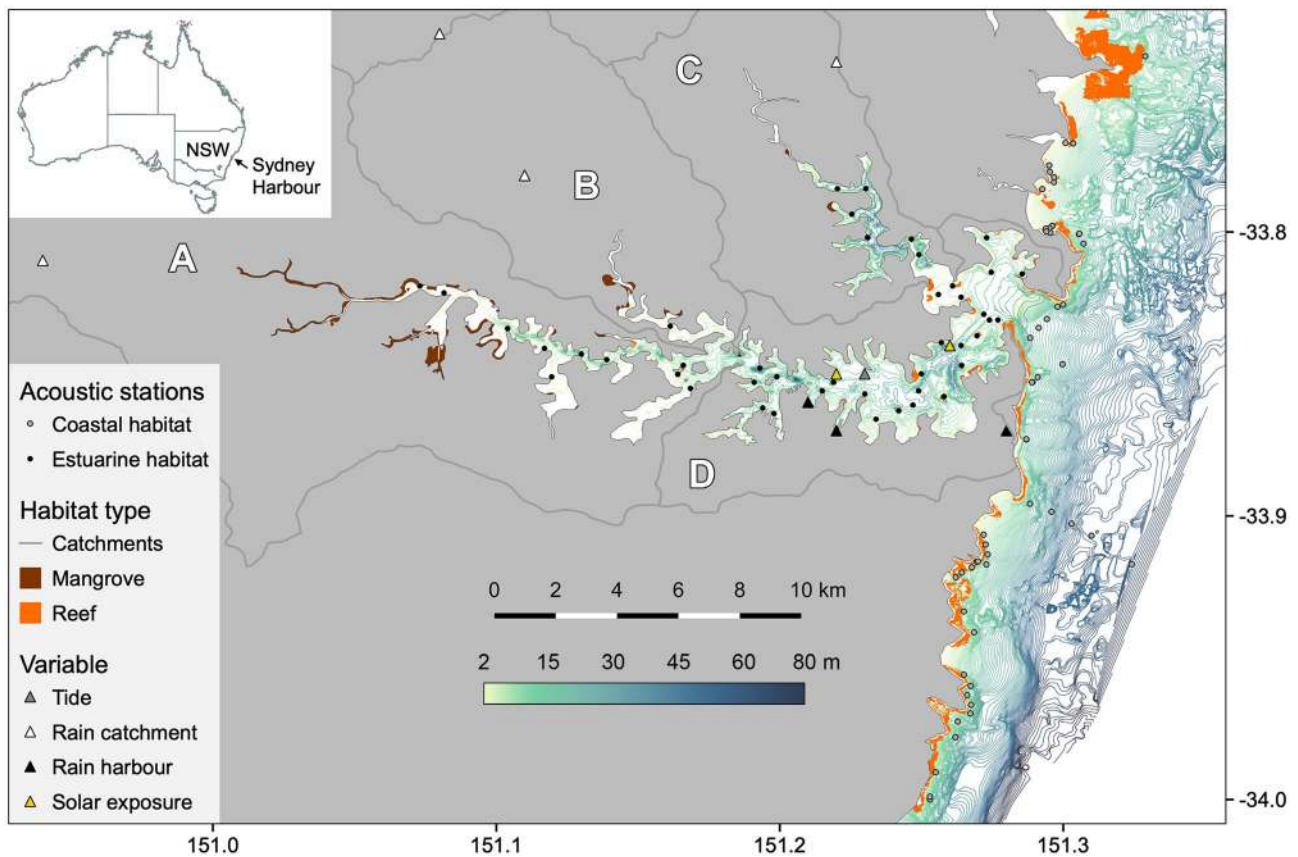 NSW
Sydney
Harbour
A
B
C
D
Acoustic stations
Coastal habitat
Estuarine habitat
Habitat type
Catchments
Mangrove
Reef
Variable
Tide
Rain catchment
Rain harbour
Solar exposure
0 2 4 6 8 10 km
2 15 30 45 60 80 m
-33.8
-33.9
-34.0
151.0 151.1 151.2 151.3